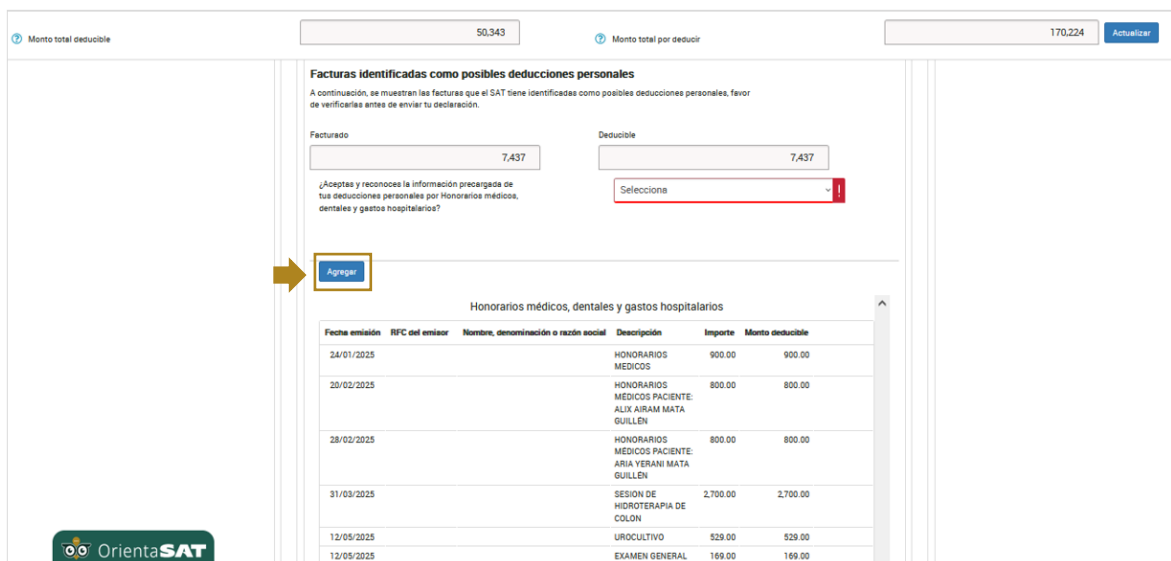 Monto total deducible 50,343 Monto total por deducir 170,224 Actualizar
Facturas identificadas como posibles deducciones personales
A continuación, se muestran las facturas que el SAT tiene identificadas como posibles deducciones personales, favor
de verificarlas antes de enviar tu declaración.
Facturado Deducible
7,437 7,437
¿Aceptas y reconoces la información precargada de
tus deducciones personales por Honorarios médicos,
dentales y gastos hospitalarios?
Selecciona !
Agregar
Honorarios médicos, dentales y gastos hospitalarios
Fecha emisión RFC del emisor Nombre, denominación o razón social Descripción Importe Monto deducible
24/01/2025 HONORARIOS 900.00 900.00
MEDICOS
20/02/2025 HONORARIOS 800.00 800.00
MÉDICOS PACIENTE:
ALIX AIRAM MATA
GUILLÉN
28/02/2025 HONORARIOS 800.00 800.00
MÉDICOS PACIENTE:
ARIA YERANI MATA
GUILLÉN
31/03/2025 SESION DE 2,700.00 2,700.00
HIDROTERAPIA DE
COLON
12/05/2025 UROCULTIVO 529.00 529.00
12/05/2025 EXAMEN GENERAL 169.00 169.00
OrientaSAT